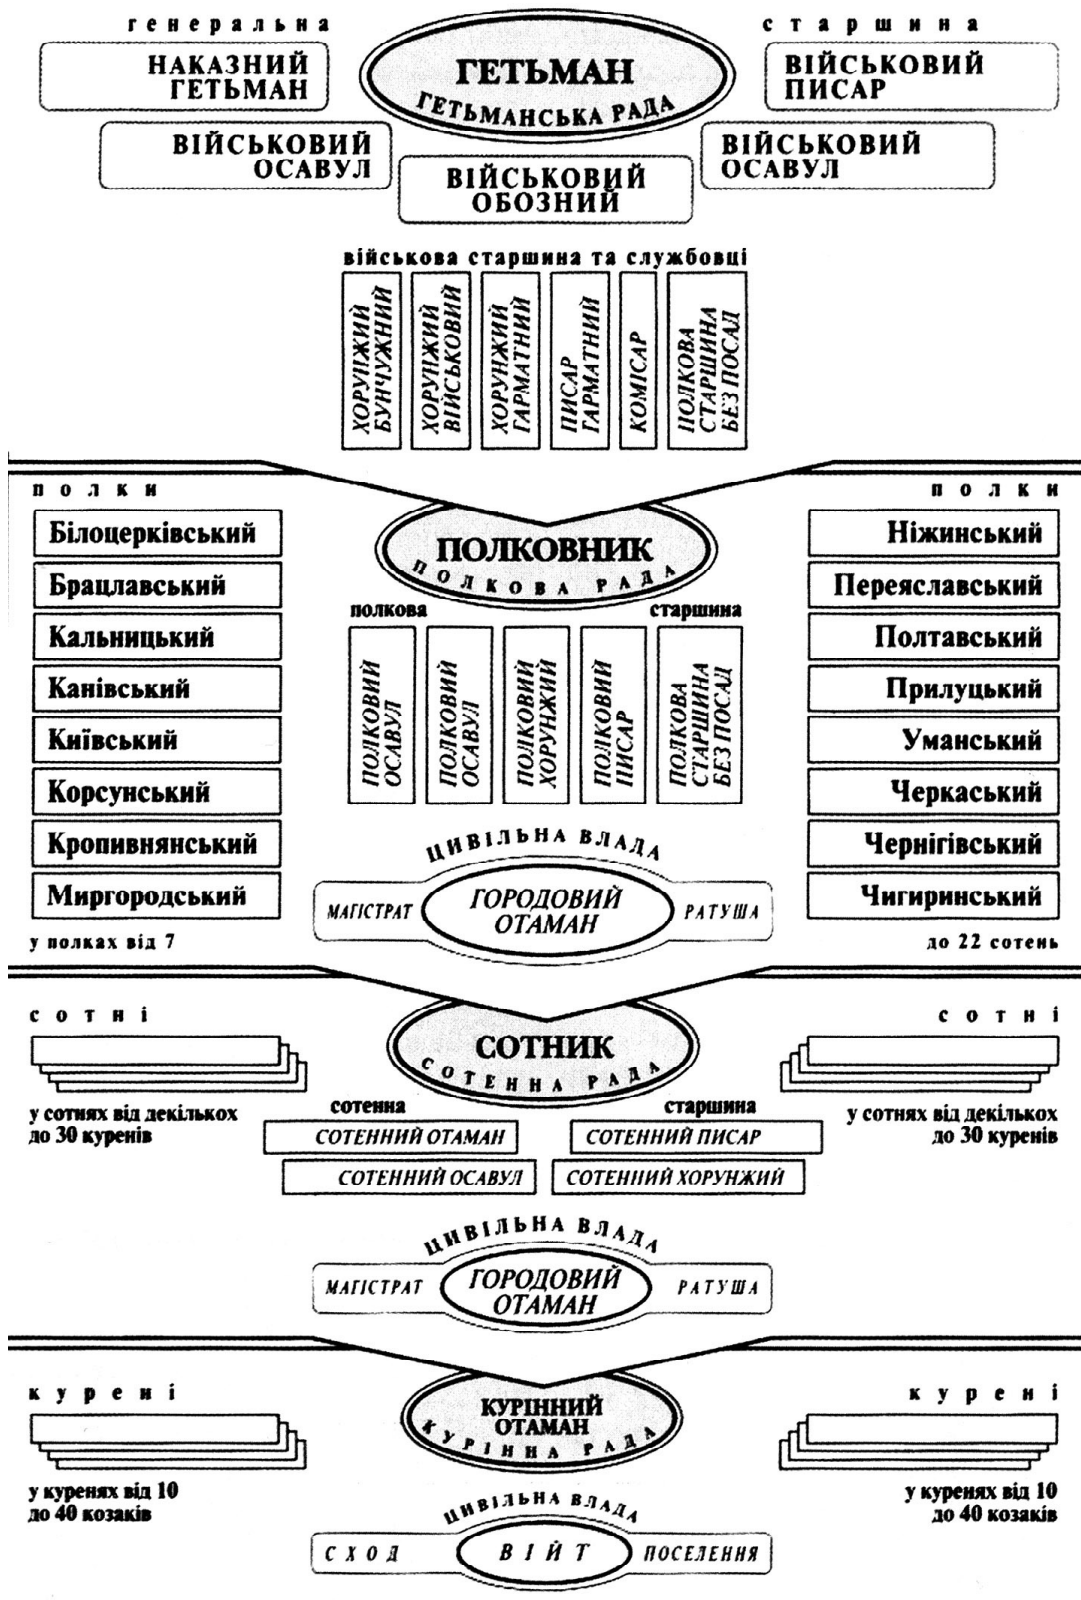 генеральна
старшина
НАКАЗНИЙ
ГЕТЬМАН
ГЕТЬМАН
ГЕТЬМАНСЬКА РАДА
ВІЙСЬКОВИЙ
ПИСАР
ВІЙСЬКОВИЙ
ОСАВУЛ
ВІЙСЬКОВИЙ
ОБОЗНИЙ
ВІЙСЬКОВИЙ
ОСАВУЛ
військова старшина та службовці
ХОРУНЖИЙ
БУНЧУЖНИЙ
ХОРУНЖИЙ
ВІЙСЬКОВИЙ
ХОРУНЖИЙ
ГАРМАТНИЙ
ПИСАР
ГАРМАТНИЙ
КОМІСАР
ПОЛКОВА
СТАРШИНА
БЕЗ ПОСАД
полки
Білоцерківський
Брацлавський
Кальницький
Канівський
Київський
Корсунський
Кропивнянський
Миргородський
у полках від 7
ПОЛКОВНИК
ПОЛКОВА РАДА
полкова
старшина
ПОЛКОВИЙ
ОСАВУЛ
ПОЛКОВИЙ
ОСАВУЛ
ПОЛКОВИЙ
ХОРУНЖИЙ
ПОЛКОВИЙ
ПИСАР
ПОЛКОВА
СТАРШИНА
БЕЗ ПОСАД
ЦИВІЛЬНА ВЛАДА
МАГІСТРАТ
ГОРОДОВИЙ
ОТАМАН
РАТУША
полки
Ніжинський
Переяславський
Полтавський
Прилуцький
Уманський
Черкаський
Чернігівський
Чигиринський
до 22 сотень
сотні
у сотнях від декількох
до 30 куренів
СОТНИК
СОТЕННА РАДА
сотенна
старшина
СОТЕННИЙ ОТАМАН
СОТЕННИЙ ПИСАР
СОТЕННИЙ ОСАВУЛ
СОТЕННИЙ ХОРУНЖИЙ
сотні
у сотнях від декількох
до 30 куренів
ЦИВІЛЬНА ВЛАДА
МАГІСТРАТ
ГОРОДОВИЙ
ОТАМАН
РАТУША
курені
у куренях від 10
до 40 козаків
КУРІННИЙ
ОТАМАН
КУРІННА РАДА
курені
у куренях від 10
до 40 козаків
ЦИВІЛЬНА ВЛАДА
СХОД
ВІЙТ
ПОСЕЛЕННЯ